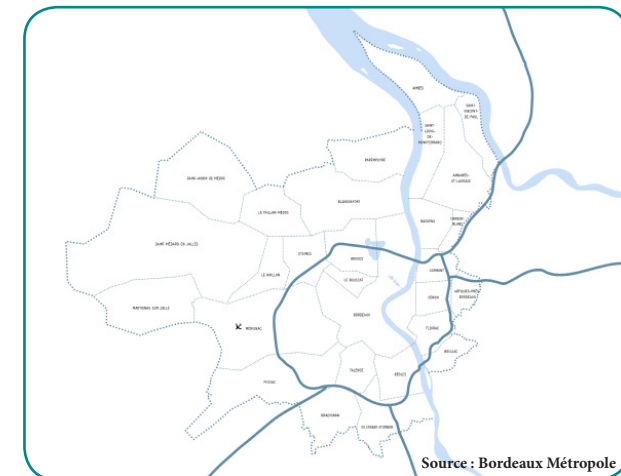 AMBÈS
SAINT-
VINCENT-
DE-PAUL
SAINT-
LOUIS-
DE-
MONTFERRAND
PAREMPUYRE
AMBARÈS-
ET-LAGRAVE
SAINT-AUBIN DE MÉDOC
LE TAILLAN-MÉDOC
BLANQUEFORT
BASSENS
CARBON-
BLANC
SAINT-MÉDARD-EN-JALLES
EYSINES
BRUGES
LE HAILLAN
LE BOUSCAT
LORMONT
ARTIGUES-PRÈS
BORDEAUX
CENON
MARTIGNAS-SUR-JALLE
BORDEAUX
MÉRIGNAC
FLOIRAC
BOULIAC
TALENCE
BÈGLES
PESSAC
GRADIGNAN
VILLENAVE-D'ORNON
Source : Bordeaux Métropole